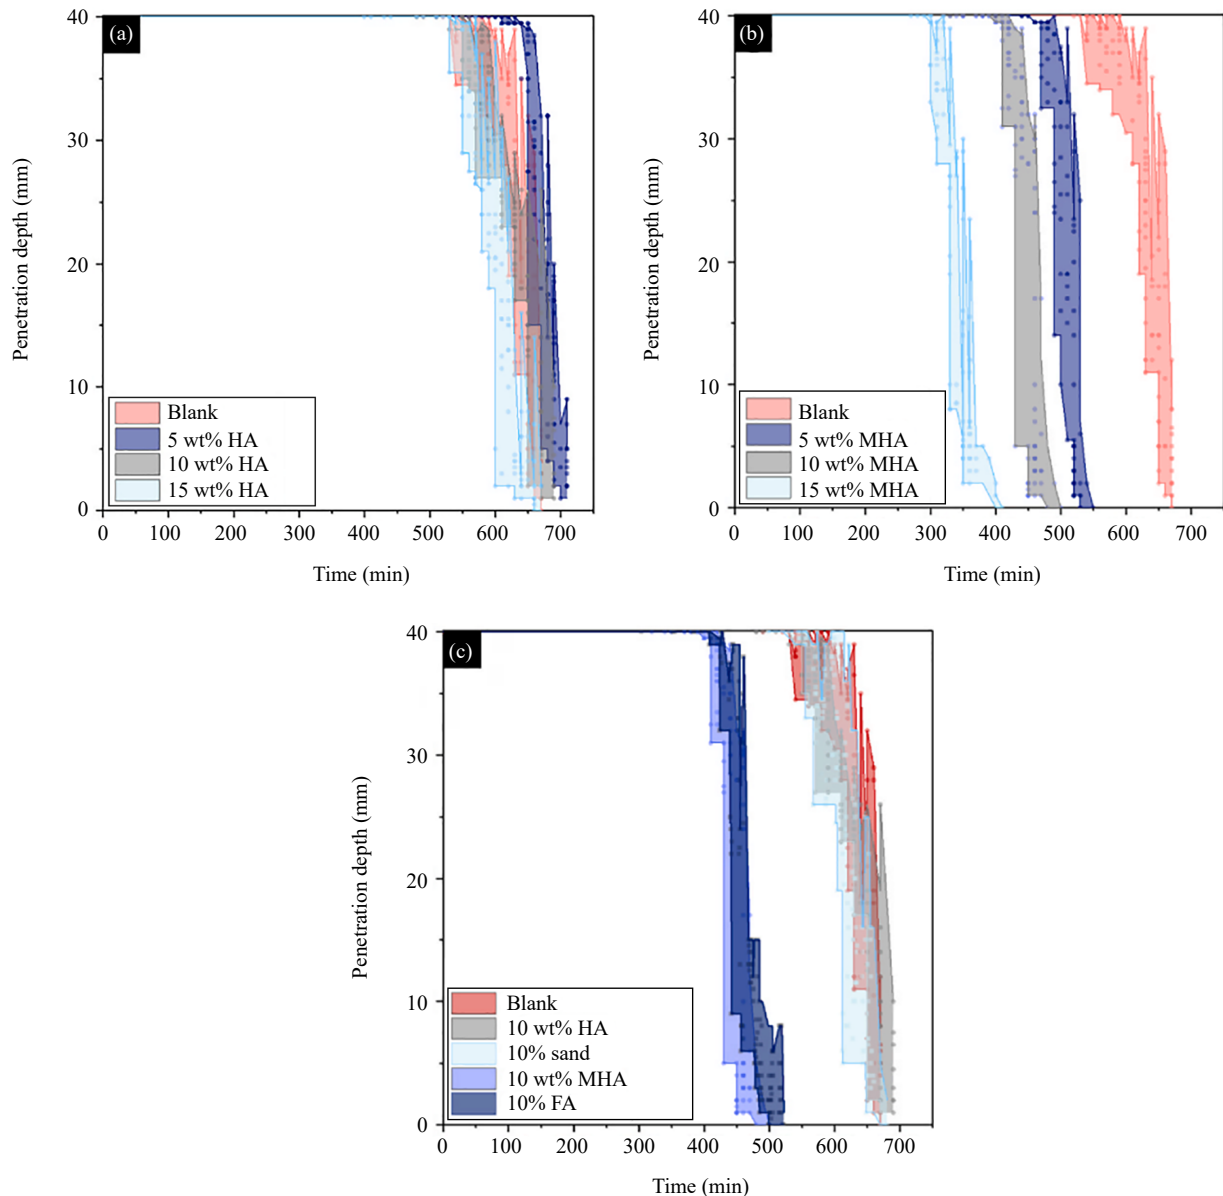 (a)
40
30
20
10
0
Penetration depth (mm)
Blank
5 wt% HA
10 wt% HA
15 wt% HA
0 100 200 300 400 500 600 700
Time (min)
(b)
40
30
20
10
0
Penetration depth (mm)
Blank
5 wt% MHA
10 wt% MHA
15 wt% MHA
0 100 200 300 400 500 600 700
Time (min)
(c)
40
30
20
10
0
Penetration depth (mm)
Blank
10 wt% HA
10% sand
10 wt% MHA
10% FA
0 100 200 300 400 500 600 700
Time (min)